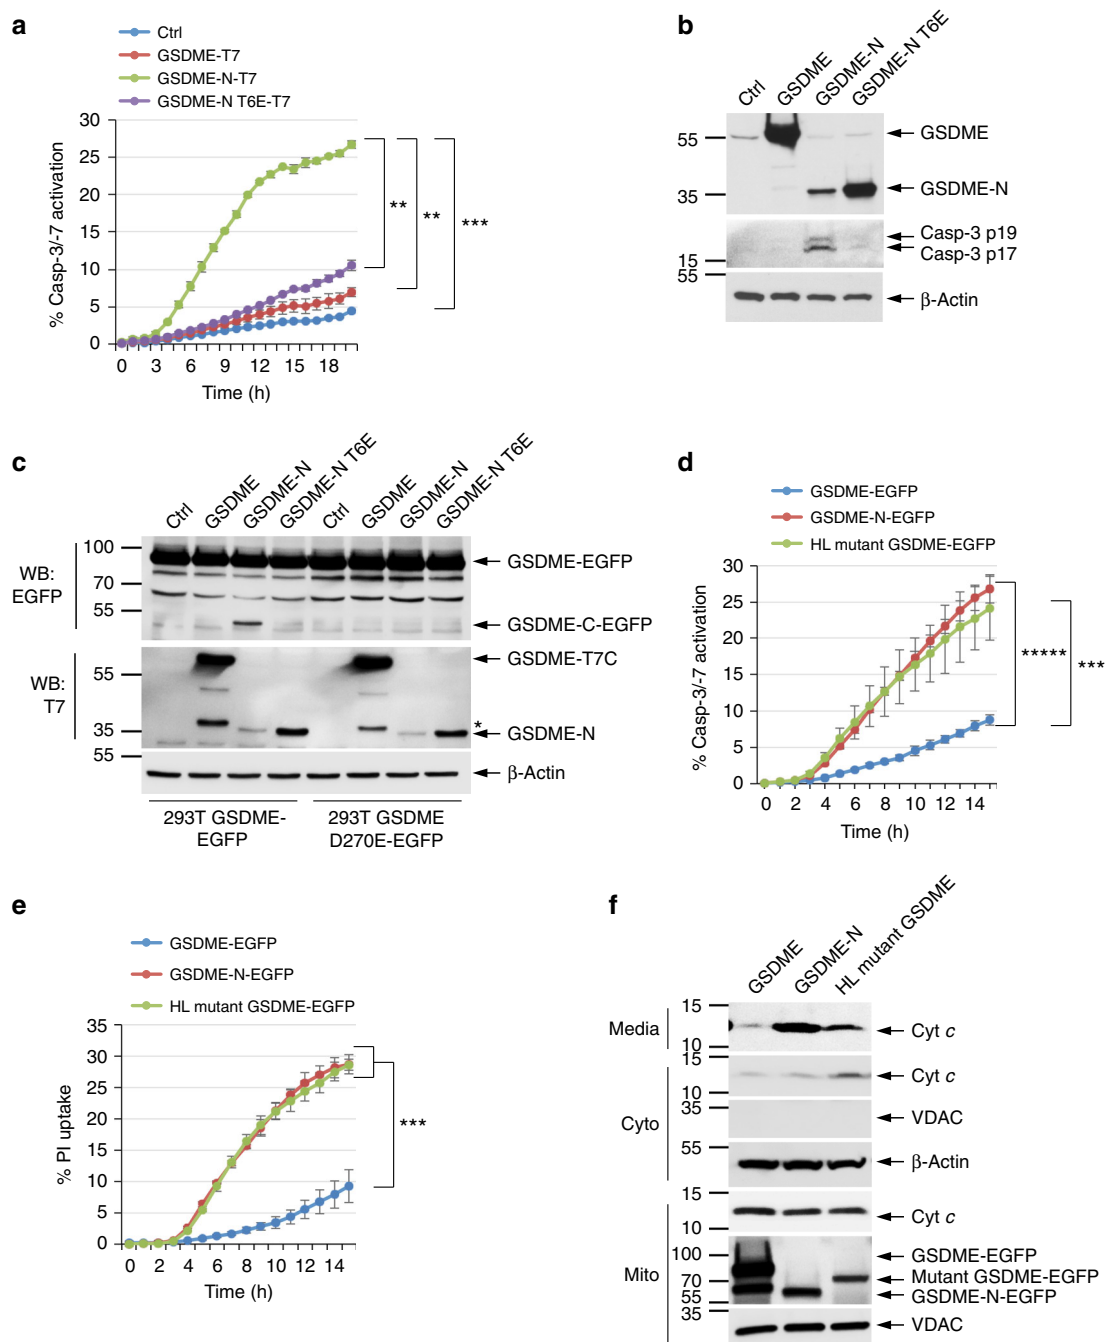 a
Ctrl
GSDME-T7
GSDME-N-T7
GSDME-N T6E-T7
% Casp-3/-7 activation
30
25
20
15
10
5
0
0 3 6 9 12 15 18
Time (h)
**
**
***
b
Ctrl
GSDME
GSDME-N
GSDME-N T6E
55
35
15
55
GSDME
GSDME-N
Casp-3 p19
Casp-3 p17
β-Actin
c
Ctrl
GSDME
GSDME-N
GSDME-N T6E
Ctrl
GSDME
GSDME-N
GSDME-N T6E
WB:
EGFP
100
70
55
GSDME-EGFP
GSDME-C-EGFP
WB:
T7
55
35
55
GSDME-T7C
*
GSDME-N
β-Actin
293T GSDME-
EGFP
293T GSDME
D270E-EGFP
d
GSDME-EGFP
GSDME-N-EGFP
HL mutant GSDME-EGFP
% Casp-3/-7 activation
30
25
20
15
10
5
0
0 2 4 6 8 10 12 14
Time (h)
*****
***
e
GSDME-EGFP
GSDME-N-EGFP
HL mutant GSDME-EGFP
% PI uptake
35
30
25
20
15
10
5
0
0 2 4 6 8 10 12 14
Time (h)
***
f
GSDME
GSDME-N
HL mutant GSDME
Media
15
10
Cyt c
Cyto
15
10
Cyt c
35
VDAC
55
β-Actin
Mito
15
10
Cyt c
100
70
55
GSDME-EGFP
Mutant GSDME-EGFP
GSDME-N-EGFP
35
VDAC